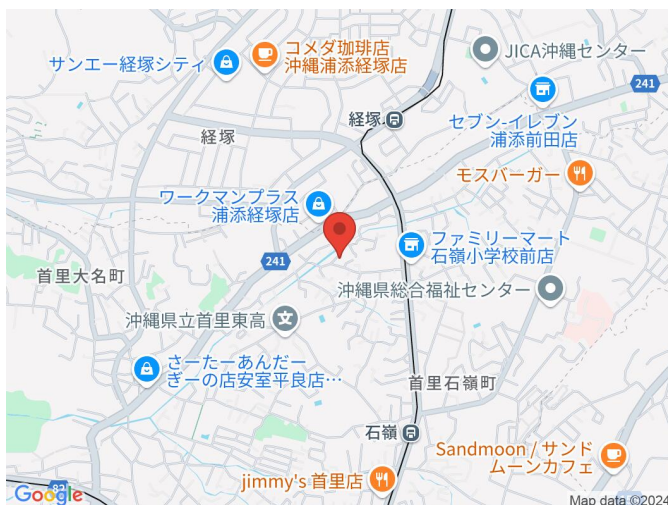 コメダ珈琲店
沖縄浦添経塚店
サンエー経塚シティ
JICA沖縄センター
241
経塚
経塚
セブン-イレブン
浦添前田店
モスバーガー
ワークマンプラス
浦添経塚店
ファミリーマート
石嶺小学校前店
241
首里大名町
沖縄県総合福祉センター
沖縄県立首里東高
文
さーたーあんだー
ぎーの店安室平良店…
首里石嶺町
石嶺
Sandmoon / サンド
ムーンカフェ
jimmy's 首里店
82
Google
Map data ©2024